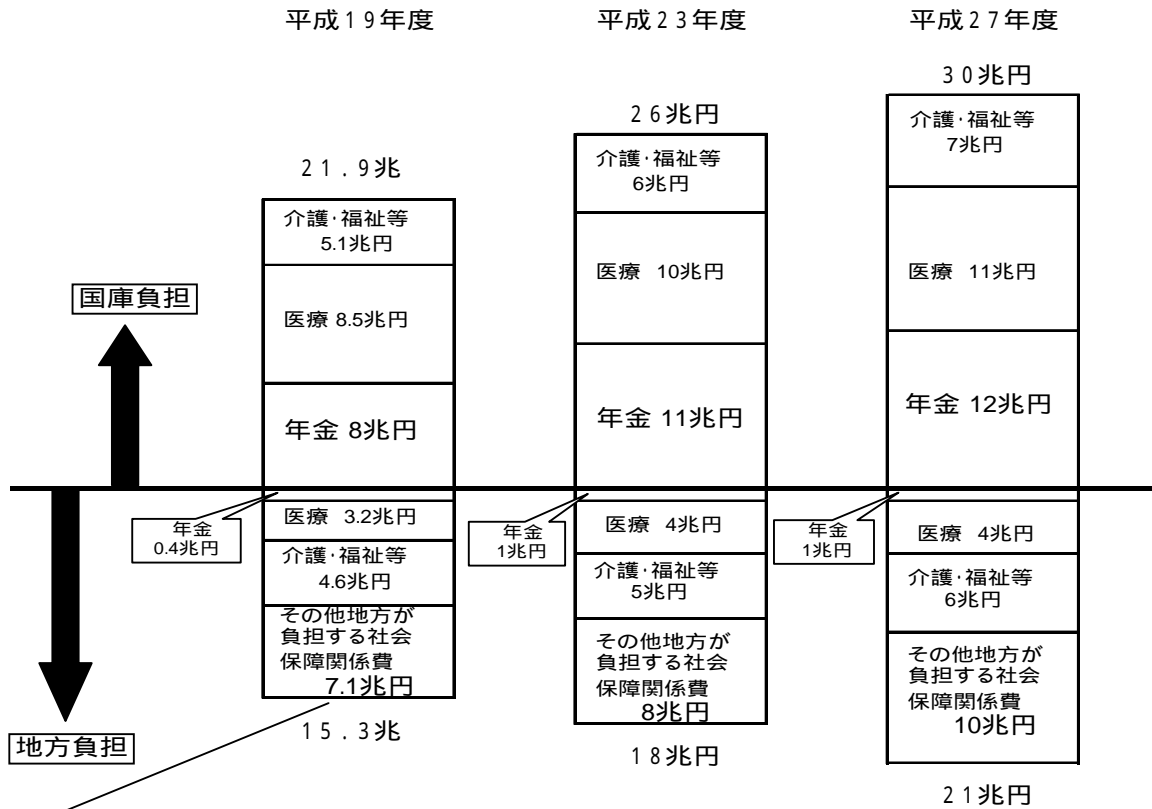 平成19年度
平成23年度
平成27年度
21.9兆
介護・福祉等
5.1兆円
医療 8.5兆円
年金 8兆円
26兆円
介護・福祉等
6兆円
医療 10兆円
年金 11兆円
30兆円
介護・福祉等
7兆円
医療 11兆円
年金 12兆円
国庫負担
地方負担
年金
0.4兆円
医療 3.2兆円
介護・福祉等
4.6兆円
その他地方が
負担する社会
保障関係費
7.1兆円
15.3兆
年金
1兆円
医療 4兆円
介護・福祉等
5兆円
その他地方が
負担する社会
保障関係費
8兆円
18兆円
年金
1兆円
医療 4兆円
介護・福祉等
6兆円
その他地方が
負担する社会
保障関係費
10兆円
21兆円